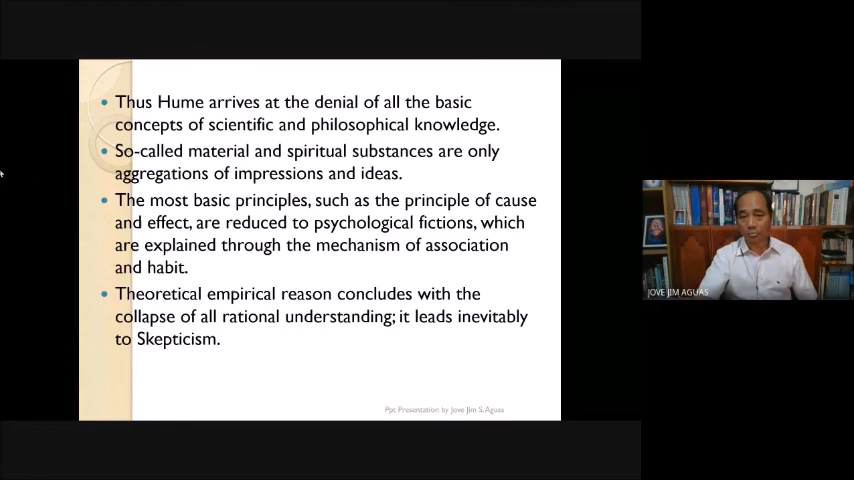 Thus Hume arrives at the denial of all the basic
concepts of scientific and philosophical knowledge.
So-called material and spiritual substances are only
aggregations of impressions and ideas.
The most basic principles, such as the principle of cause
and effect, are reduced to psychological fictions, which
are explained through the mechanism of association
and habit.
Theoretical empirical reason concludes with the
collapse of all rational understanding; it leads inevitably
to Skepticism.
Ppt Presentation by Jove Jim S. Aguas
JOVE JIM AGUAS